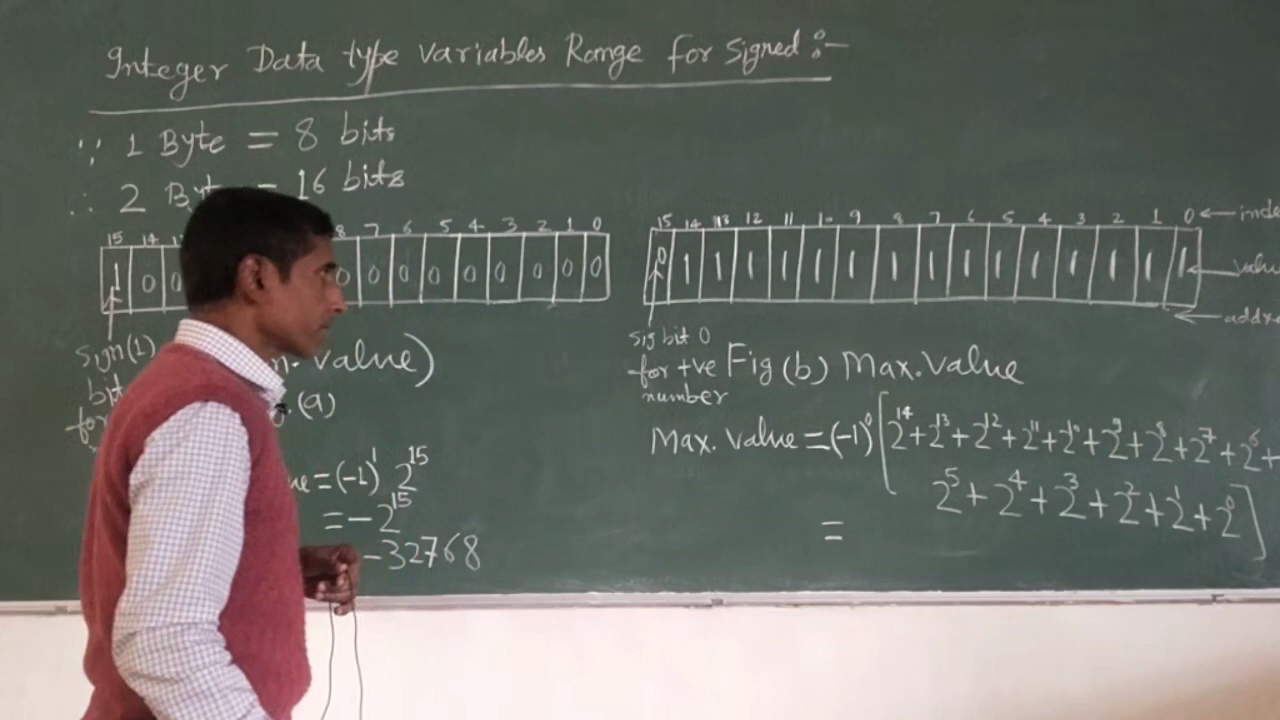 Integer Data type variables Range for Signed :-
∵ 1 Byte = 8 bits
∴ 2 Byte = 16 bits
15 14 8 7 6 5 4 3 2 1 0
1 0 0 0 0 0 0 0 0 0 0 0
sign(1) value)
bit (a)
for
= (-1)¹ 2¹⁵
= -2¹⁵
-32768
15 14 13 12 11 10 9 8 7 6 5 4 3 2 1 0 ← inde
0 1 1 1 1 1 1 1 1 1 1 1 1 1 1 1 ← valu
← addre
sig bit 0
for +ve Fig (b) Max. Value
number
Max. Value = (-1)⁰ [2¹⁴ + 2¹³ + 2¹² + 2¹¹ + 2¹⁰ + 2⁹ + 2⁸ + 2⁷ + 2⁶ +
2⁵ + 2⁴ + 2³ + 2² + 2¹ + 2⁰]
=